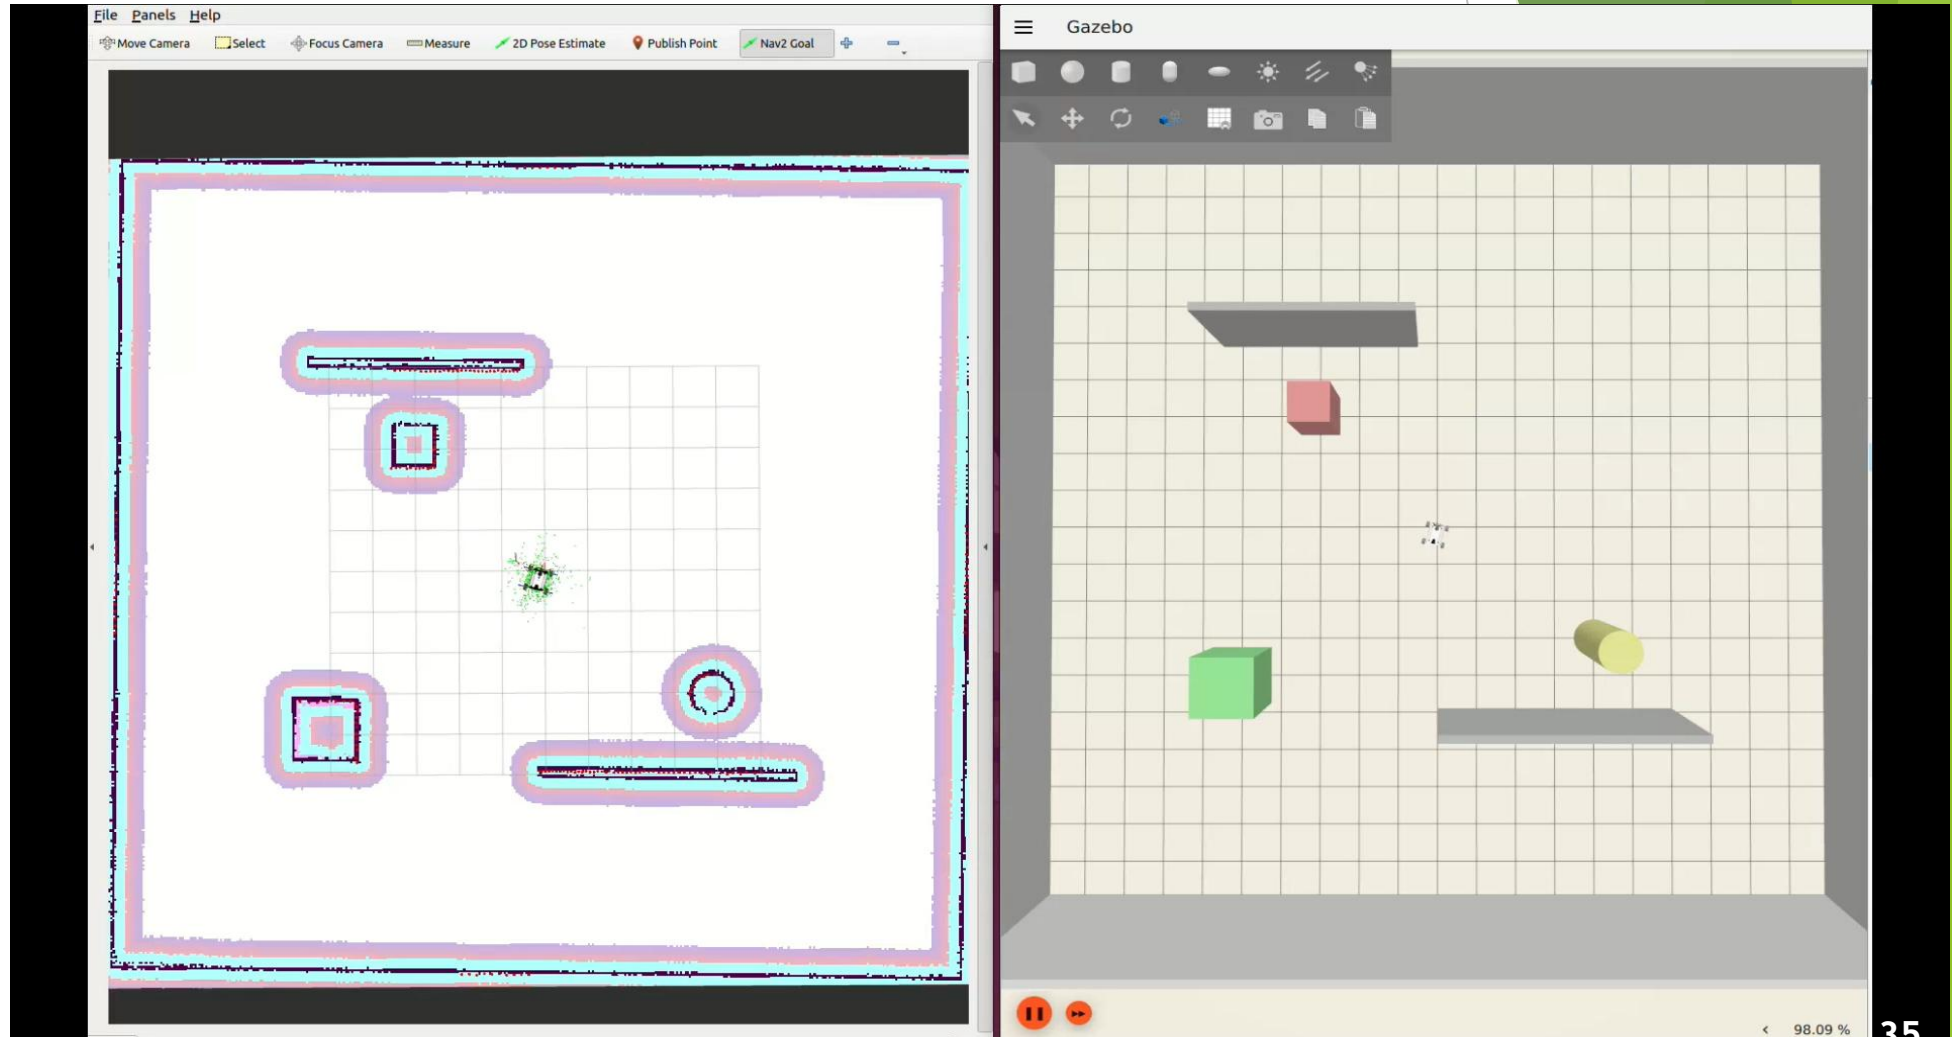 File Panels Help
Move Camera Select Focus Camera Measure 2D Pose Estimate Publish Point Nav2 Goal
Gazebo
98.09 %
35